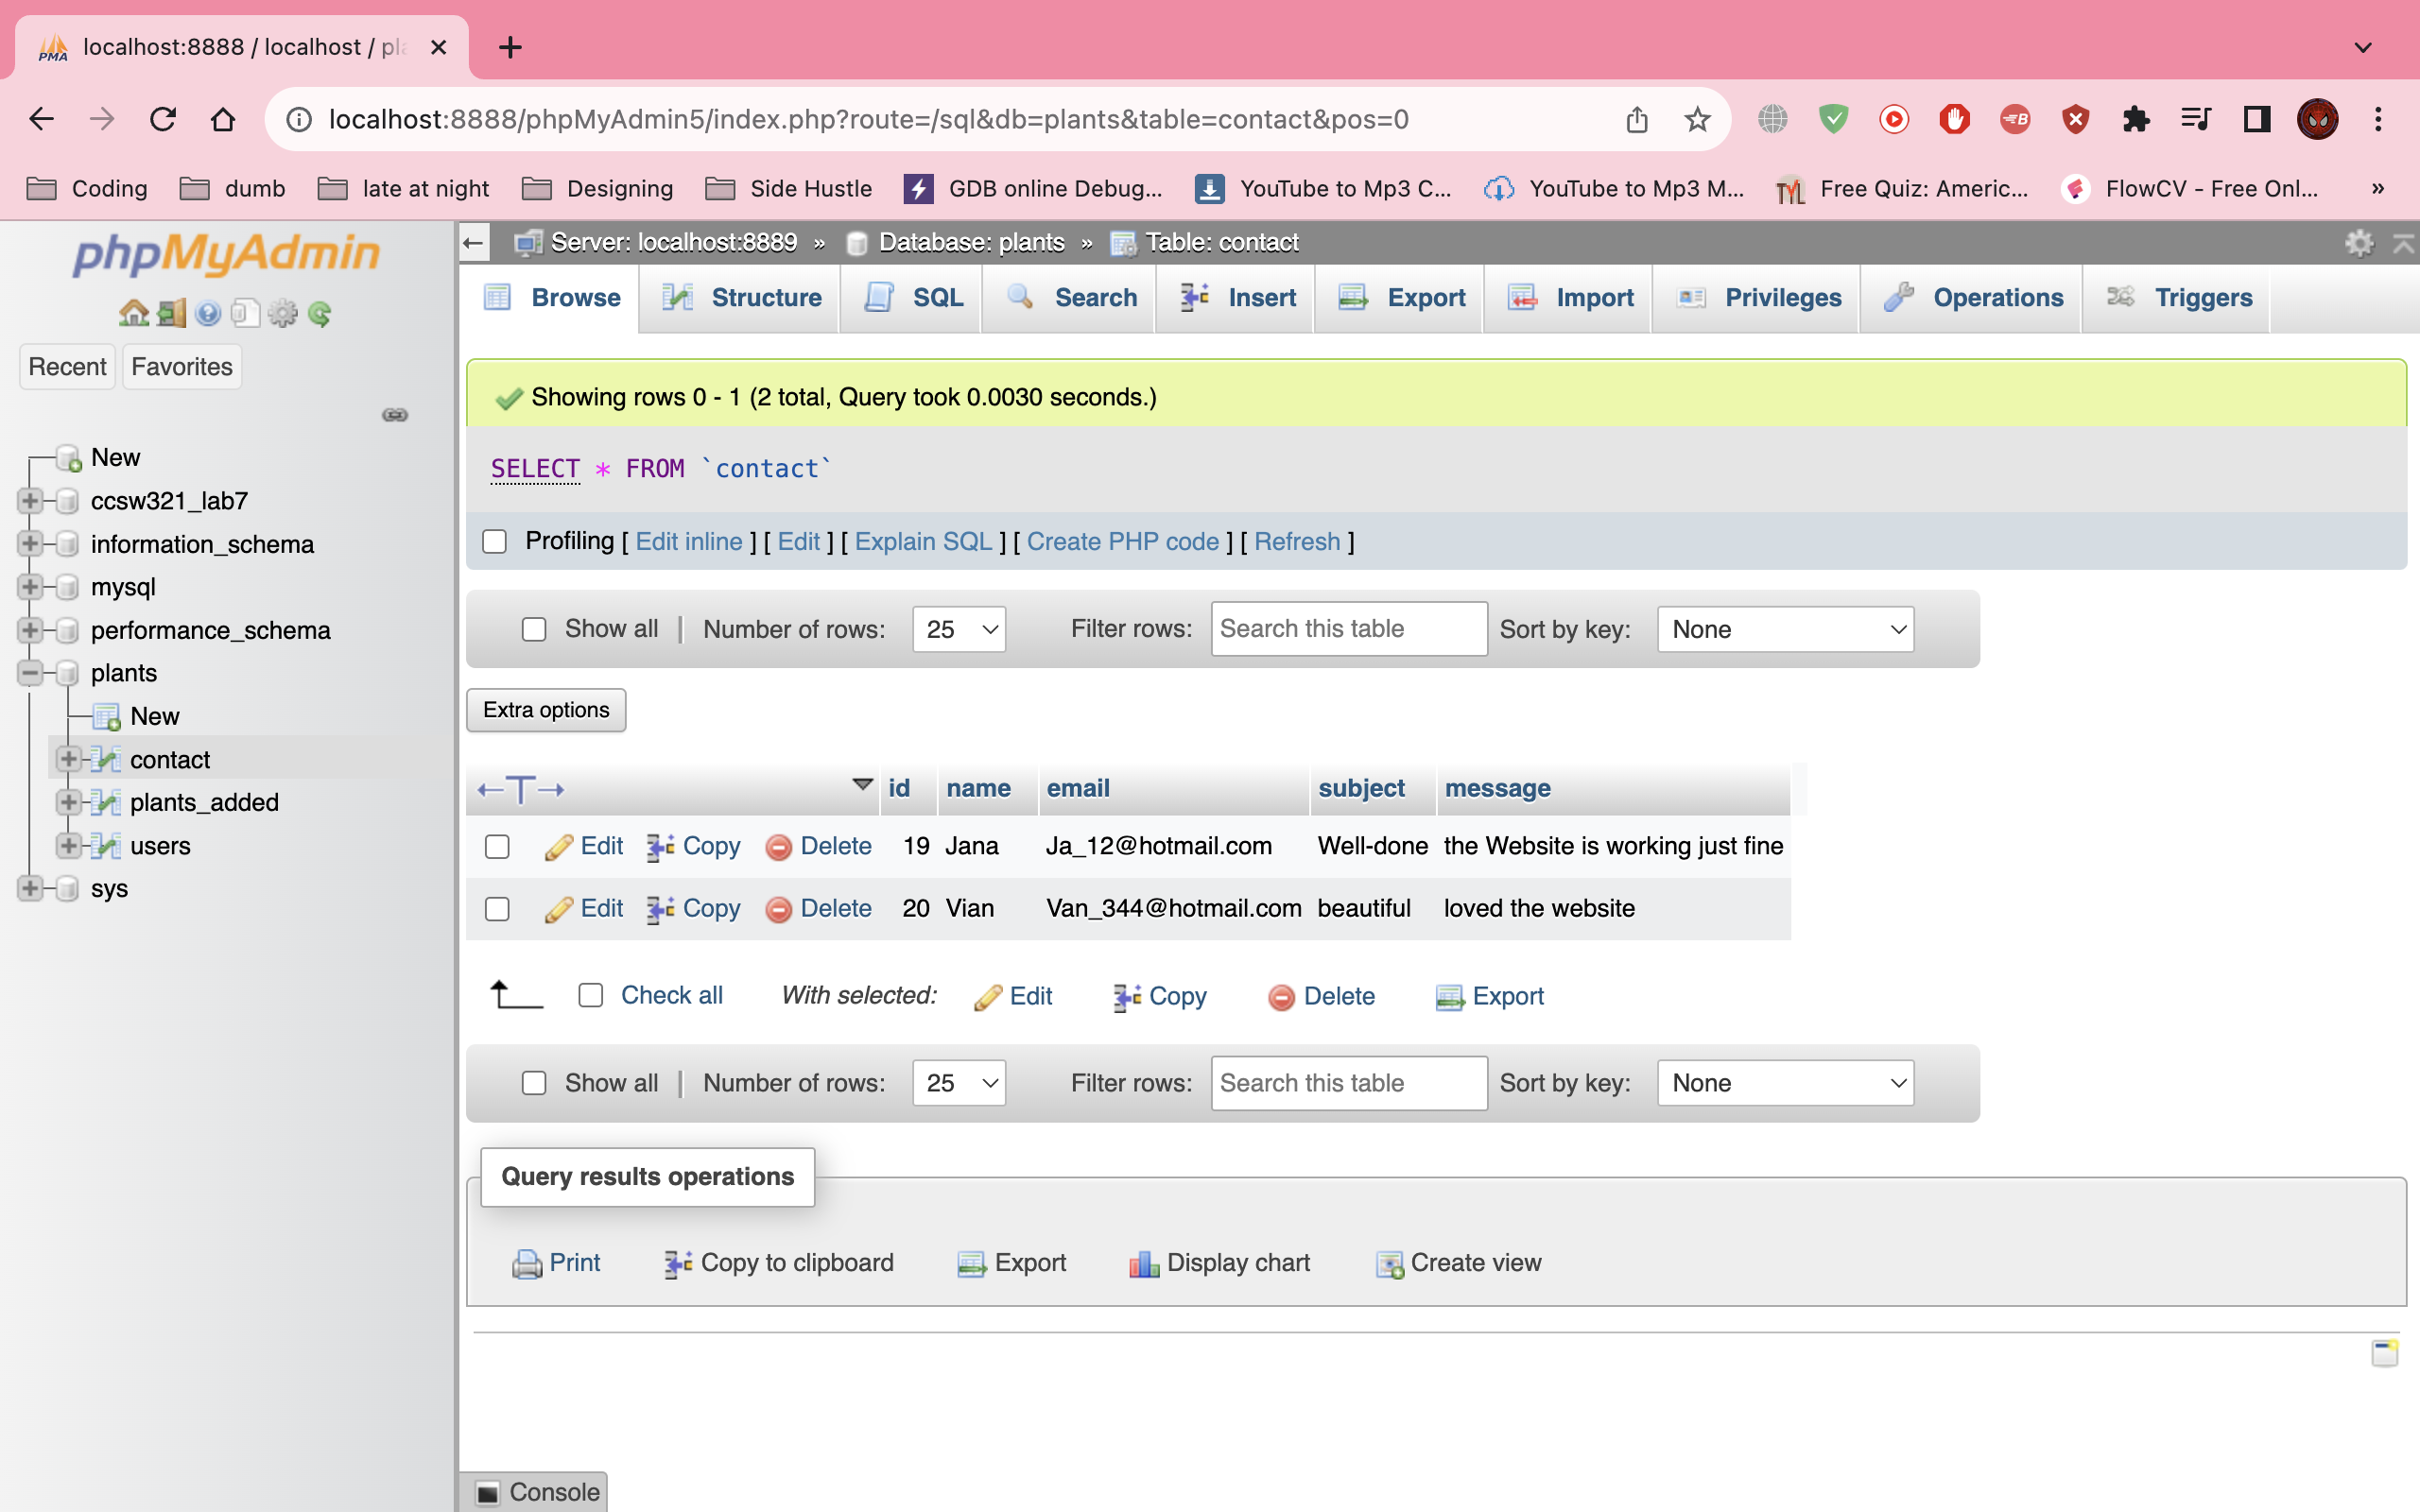 PMA localhost:8888 / localhost / pla
localhost:8888/phpMyAdmin5/index.php?route=/sql&db=plants&table=contact&pos=0
Coding dumb late at night Designing Side Hustle GDB online Debug... YouTube to Mp3 C... YouTube to Mp3 M... Free Quiz: Americ... FlowCV - Free Onl... »
phpMyAdmin
Recent Favorites
New
ccsw321_lab7
information_schema
mysql
performance_schema
plants
New
contact
plants_added
users
sys
Server: localhost:8889 » Database: plants » Table: contact
Browse Structure SQL Search Insert Export Import Privileges Operations Triggers
Showing rows 0 - 1 (2 total, Query took 0.0030 seconds.)
SELECT * FROM `contact`
Profiling [ Edit inline ] [ Edit ] [ Explain SQL ] [ Create PHP code ] [ Refresh ]
Show all | Number of rows: 25 Filter rows: Search this table Sort by key: None
Extra options
←T→ id name email subject message
Edit Copy Delete 19 Jana Ja_12@hotmail.com Well-done the Website is working just fine
Edit Copy Delete 20 Vian Van_344@hotmail.com beautiful loved the website
Check all With selected: Edit Copy Delete Export
Show all | Number of rows: 25 Filter rows: Search this table Sort by key: None
Query results operations
Print Copy to clipboard Export Display chart Create view
Console